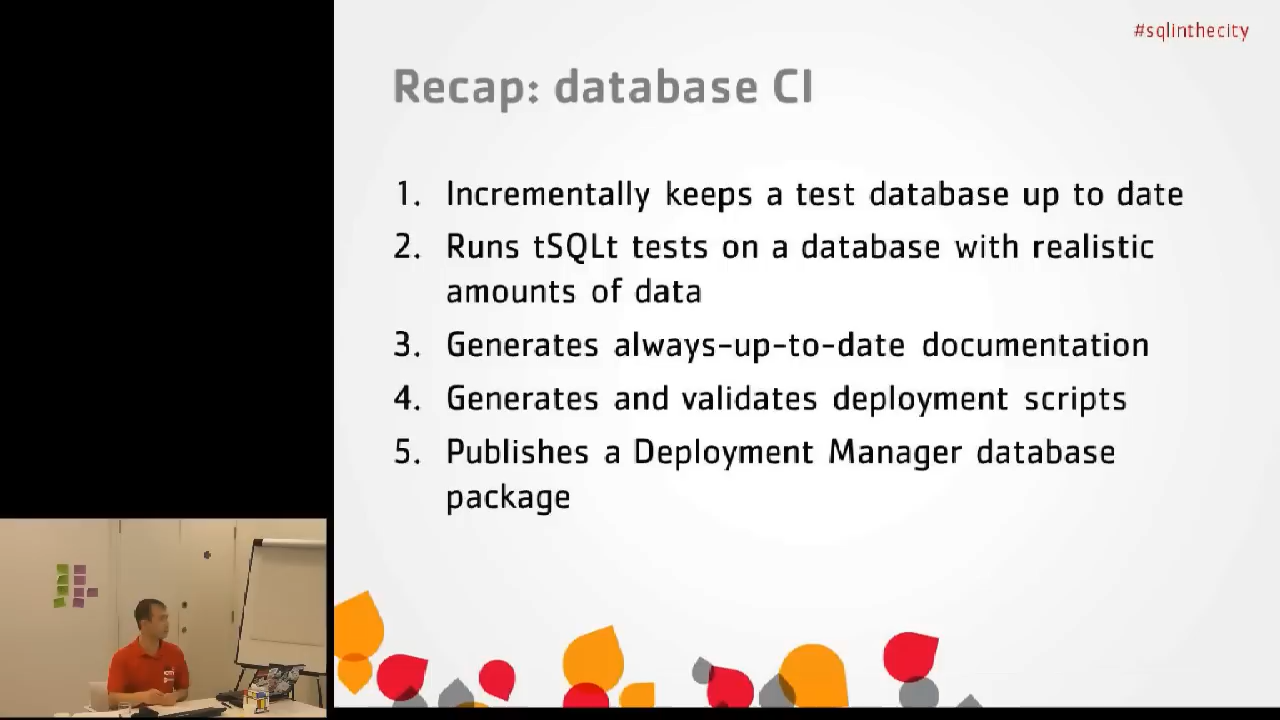 #sqlinthecity
Recap: database CI
1. Incrementally keeps a test database up to date
2. Runs tSQLt tests on a database with realistic
amounts of data
3. Generates always-up-to-date documentation
4. Generates and validates deployment scripts
5. Publishes a Deployment Manager database
package